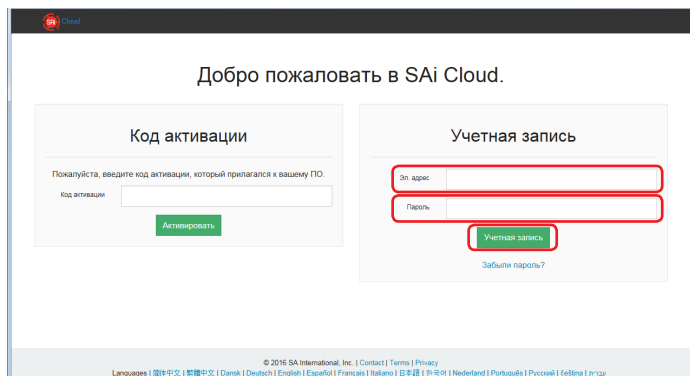 SAi Cloud
Добро пожаловать в SAi Cloud.
Код активации
Пожалуйста, введите код активации, который прилагался к вашему ПО.
Код активации
Активировать
Учетная запись
Эл. адрес
Пароль
Учетная запись
Забыли пароль?
© 2016 SA International, Inc. | Contact | Terms | Privacy
Languages | 简体中文 | 繁體中文 | Dansk | Deutsch | English | Español | Français | Italiano | 日本語 | 한국어 | Nederland | Português | Русский | čeština | עברית